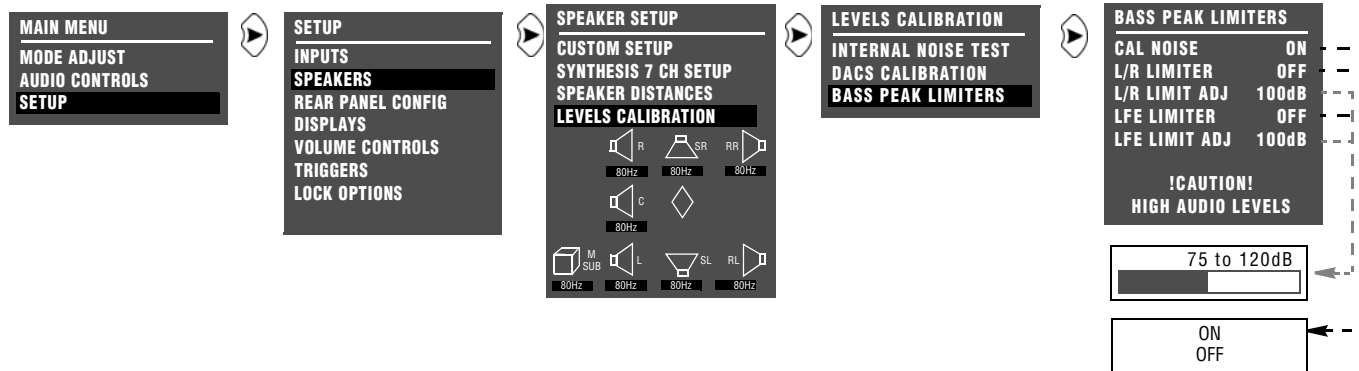 MAIN MENU
MODE ADJUST
AUDIO CONTROLS
SETUP
SETUP
INPUTS
SPEAKERS
REAR PANEL CONFIG
DISPLAYS
VOLUME CONTROLS
TRIGGERS
LOCK OPTIONS
SPEAKER SETUP
CUSTOM SETUP
SYNTHESIS 7 CH SETUP
SPEAKER DISTANCES
LEVELS CALIBRATION
R SR RR
80Hz 80Hz 80Hz
C
80Hz
M
SUB L SL RL
80Hz 80Hz 80Hz 80Hz
LEVELS CALIBRATION
INTERNAL NOISE TEST
DACS CALIBRATION
BASS PEAK LIMITERS
BASS PEAK LIMITERS
CAL NOISE ON
L/R LIMITER OFF
L/R LIMIT ADJ 100dB
LFE LIMITER OFF
LFE LIMIT ADJ 100dB
!CAUTION!
HIGH AUDIO LEVELS
75 to 120dB
ON
OFF